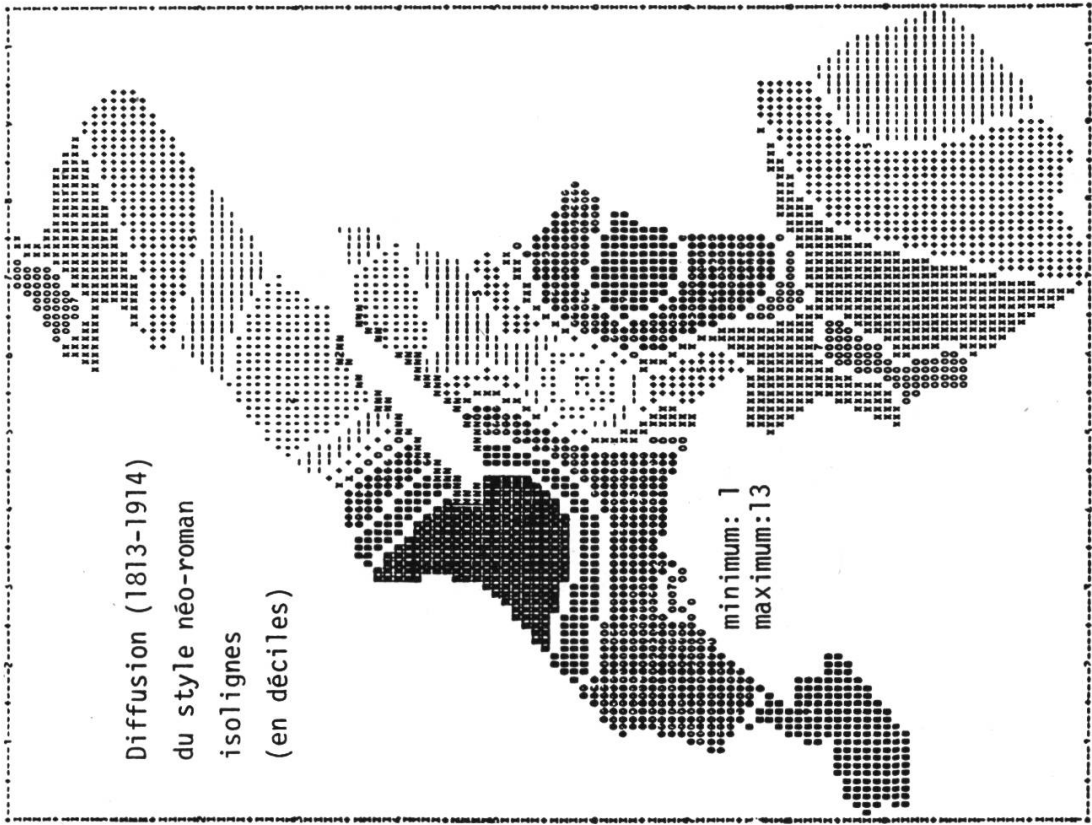 Diffusion (1813-1914)
du style néo-roman
isolignes
(en déciles)
minimum: 1
maximum:13